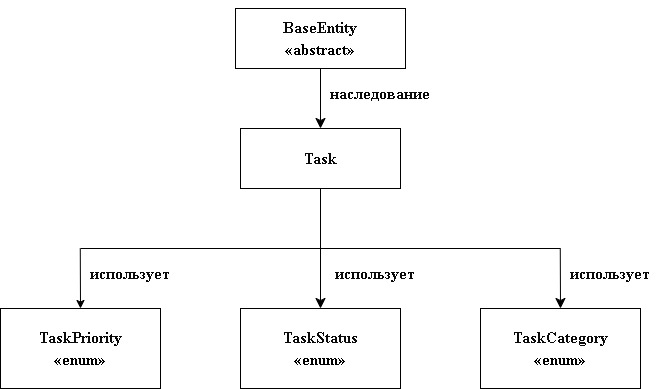 BaseEntity
«abstract»
наследование
Task
использует
использует
использует
TaskPriority
«enum»
TaskStatus
«enum»
TaskCategory
«enum»